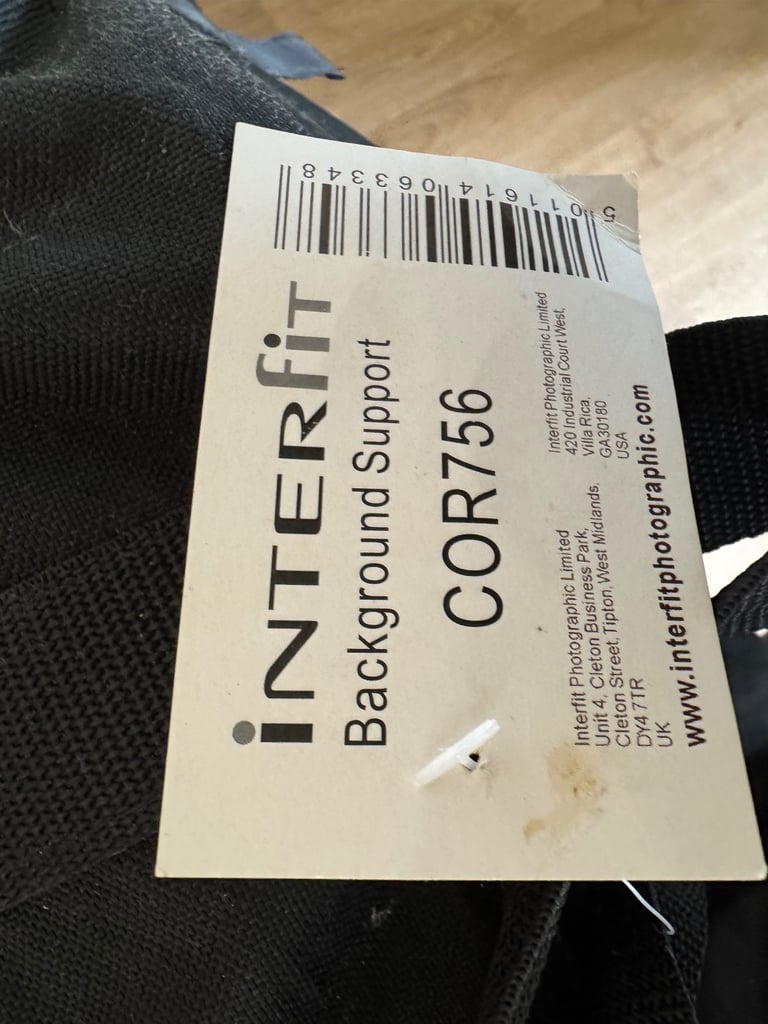 iNTERfiT
Background Support
COR756
Interfit Photographic Limited
Unit 4, Cleton Business Park,
Cleton Street, Tipton, West Midlands,
DY4 7TR
UK
Interfit Photographic Limited
420 Industrial Court West,
Villa Rica,
GA30180
USA
www.interfitphotographic.com
5 011614 063348